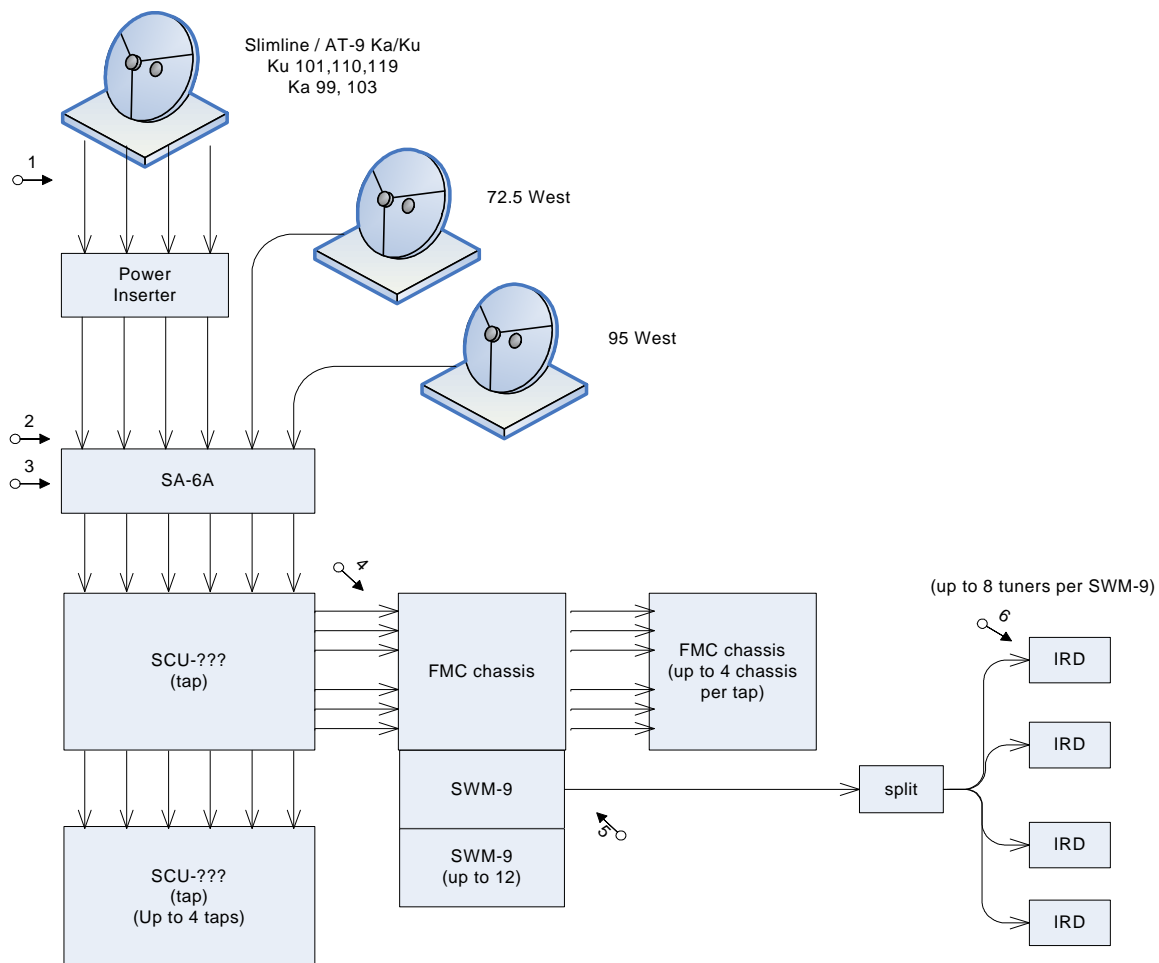 Slimline / AT-9 Ka/Ku
Ku 101,110,119
Ka 99, 103
1
72.5 West
Power
Inserter
95 West
2
3
SA-6A
4
(up to 8 tuners per SWM-9)
6
SCU-???
(tap)
FMC chassis
FMC chassis
(up to 4 chassis
per tap)
IRD
IRD
SWM-9
split
5
IRD
SWM-9
(up to 12)
SCU-???
(tap)
(Up to 4 taps)
IRD